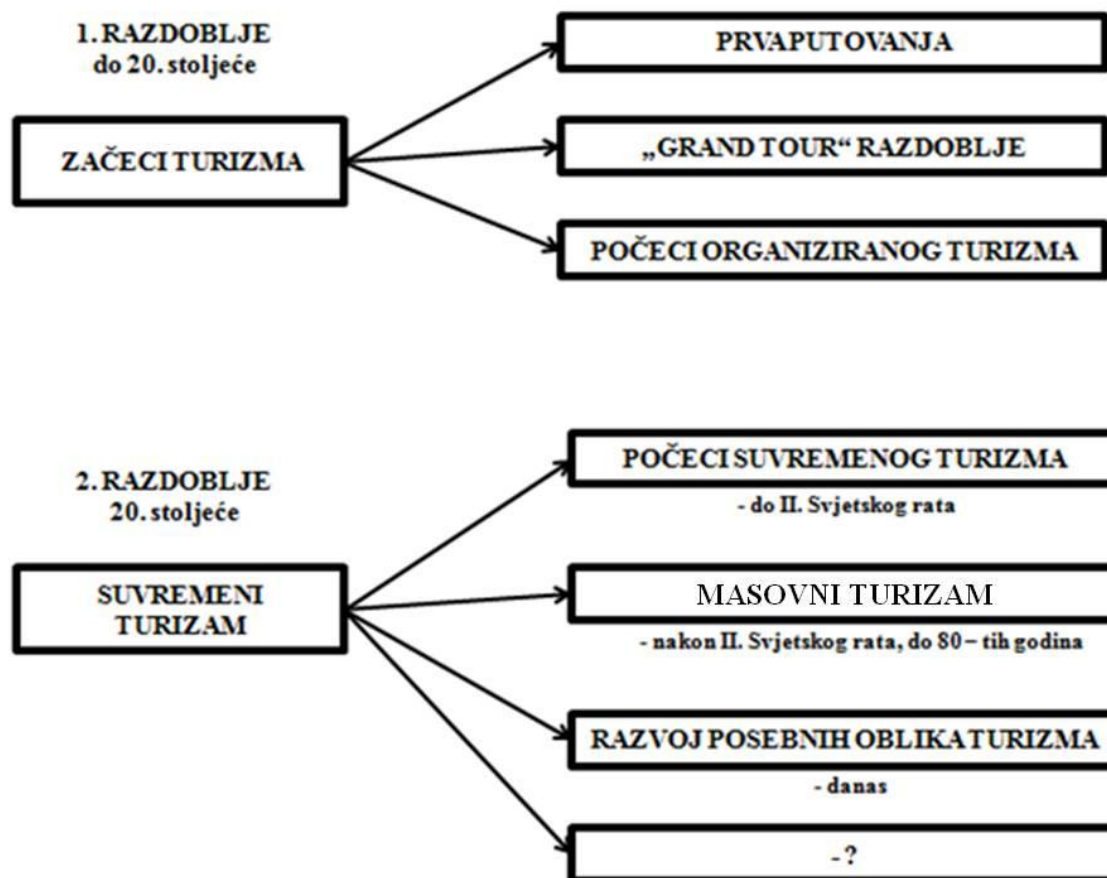 1. RAZDOBLJE
do 20. stoljeće
ZAČECI TURIZMA
PRVAPUTOVANJA
„GRAND TOUR“ RAZDOBLJE
POČECI ORGANIZIRANOG TURIZMA
2. RAZDOBLJE
20. stoljeće
SUVREMENI
TURIZAM
POČECI SUVREMENOG TURIZMA
- do II. Svjetskog rata
MASOVNI TURIZAM
- nakon II. Svjetskog rata, do 80 – tih godina
RAZVOJ POSEBNIH OBLIKA TURIZMA
- danas
- ?